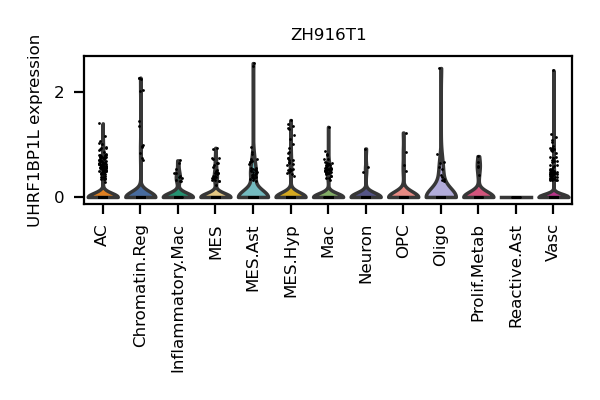 ZH916T1
UHRF1BP1L expression
2
0
AC
Chromatin.Reg
Inflammatory.Mac
MES
MES.Ast
MES.Hyp
Mac
Neuron
OPC
Oligo
Prolif.Metab
Reactive.Ast
Vasc